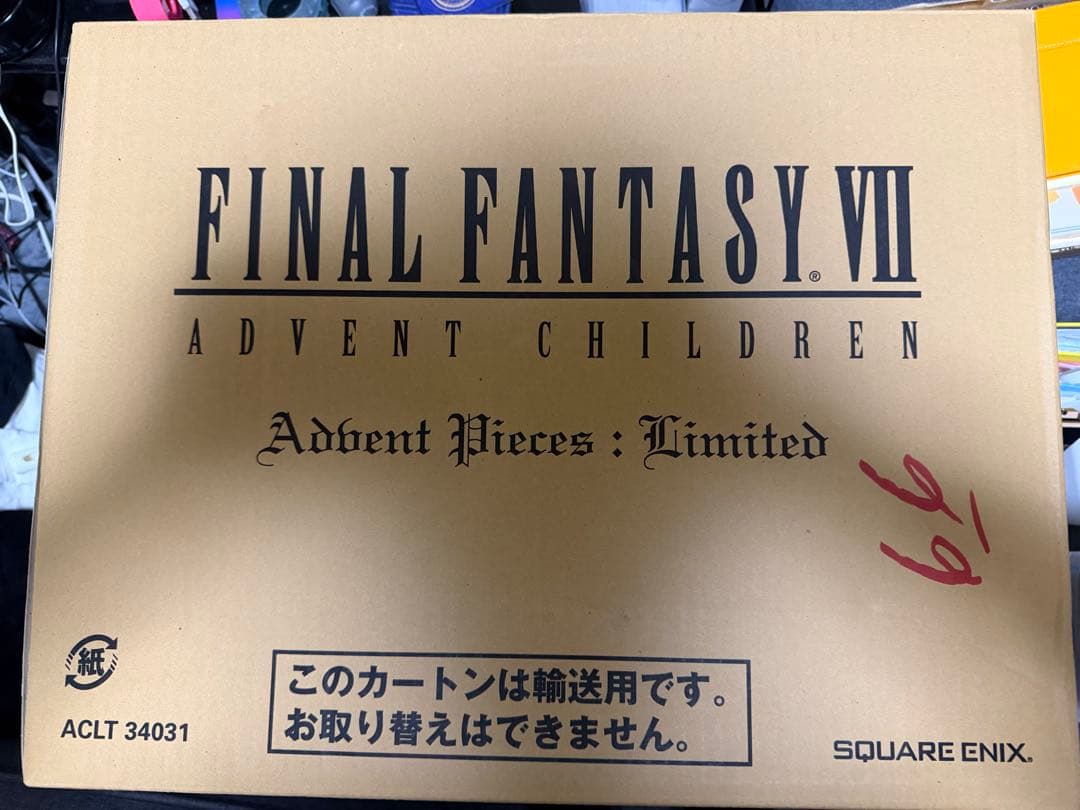 FINAL FANTASY® VII
ADVENT CHILDREN
Advent Pieces : Limited
紙
ACLT 34031
このカートンは輸送用です。
お取り替えはできません。
SQUARE ENIX®